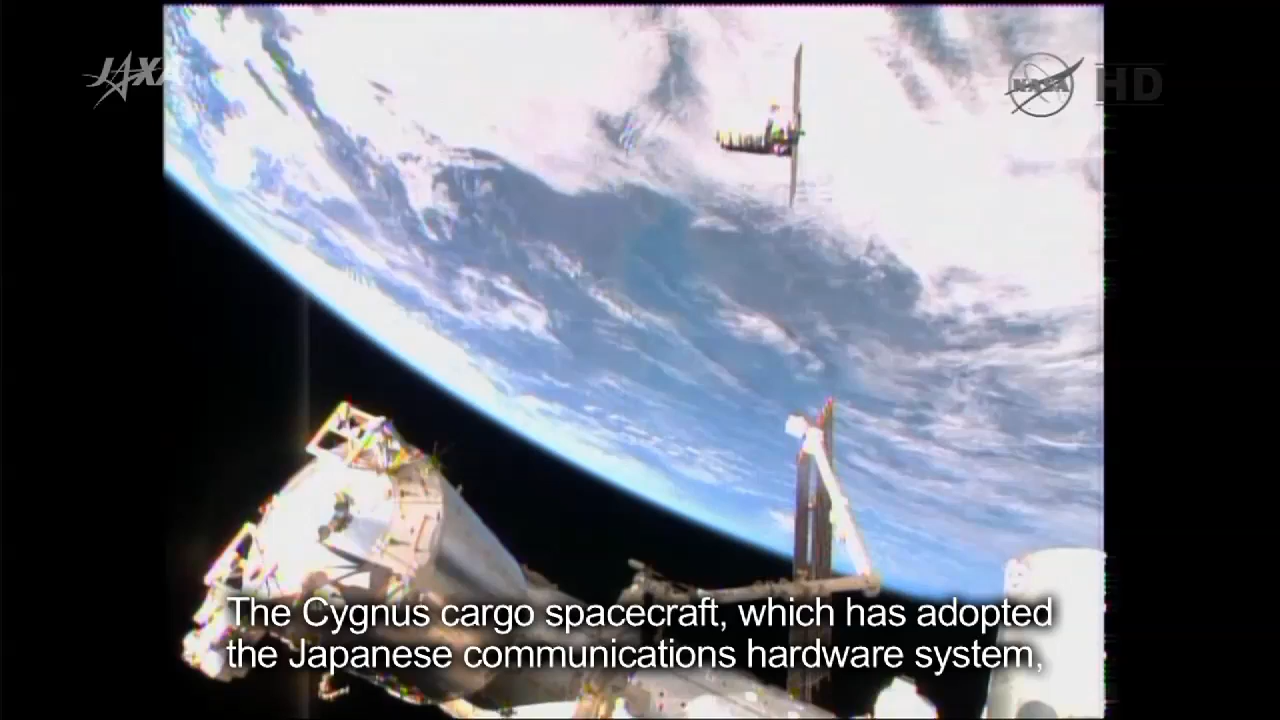 JAXA
NASA HD
The Cygnus cargo spacecraft, which has adopted
the Japanese communications hardware system,